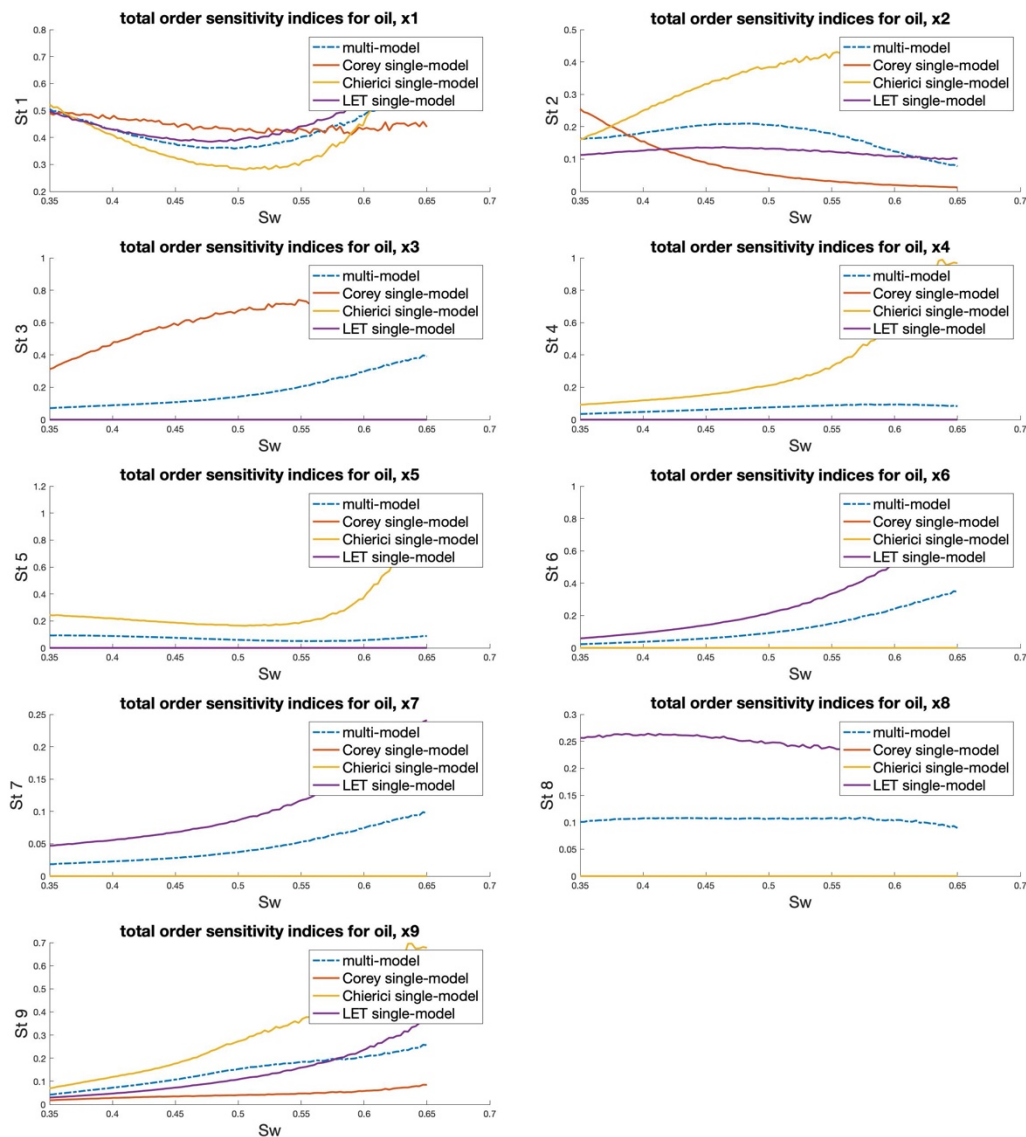 total order sensitivity indices for oil, x1
0.8
0.7
0.6
0.5
0.4
0.3
0.2
St 1
multi-model
Corey single-model
Chierici single-model
LET single-model
0.35 0.4 0.45 0.5 0.55 0.6 0.65 0.7
Sw
total order sensitivity indices for oil, x2
0.5
0.4
0.3
0.2
0.1
0
St 2
multi-model
Corey single-model
Chierici single-model
LET single-model
0.35 0.4 0.45 0.5 0.55 0.6 0.65 0.7
Sw
total order sensitivity indices for oil, x3
1
0.8
0.6
0.4
0.2
0
St 3
multi-model
Corey single-model
Chierici single-model
LET single-model
0.35 0.4 0.45 0.5 0.55 0.6 0.65 0.7
Sw
total order sensitivity indices for oil, x4
1
0.8
0.6
0.4
0.2
0
St 4
multi-model
Corey single-model
Chierici single-model
LET single-model
0.35 0.4 0.45 0.5 0.55 0.6 0.65 0.7
Sw
total order sensitivity indices for oil, x5
1.2
1
0.8
0.6
0.4
0.2
0
St 5
multi-model
Corey single-model
Chierici single-model
LET single-model
0.35 0.4 0.45 0.5 0.55 0.6 0.65 0.7
Sw
total order sensitivity indices for oil, x6
1
0.8
0.6
0.4
0.2
0
St 6
multi-model
Corey single-model
Chierici single-model
LET single-model
0.35 0.4 0.45 0.5 0.55 0.6 0.65 0.7
Sw
total order sensitivity indices for oil, x7
0.25
0.2
0.15
0.1
0.05
0
St 7
multi-model
Corey single-model
Chierici single-model
LET single-model
0.35 0.4 0.45 0.5 0.55 0.6 0.65 0.7
Sw
total order sensitivity indices for oil, x8
0.3
0.25
0.2
0.15
0.1
0.05
0
St 8
multi-model
Corey single-model
Chierici single-model
LET single-model
0.35 0.4 0.45 0.5 0.55 0.6 0.65 0.7
Sw
total order sensitivity indices for oil, x9
0.7
0.6
0.5
0.4
0.3
0.2
0.1
0
St 9
multi-model
Corey single-model
Chierici single-model
LET single-model
0.35 0.4 0.45 0.5 0.55 0.6 0.65 0.7
Sw